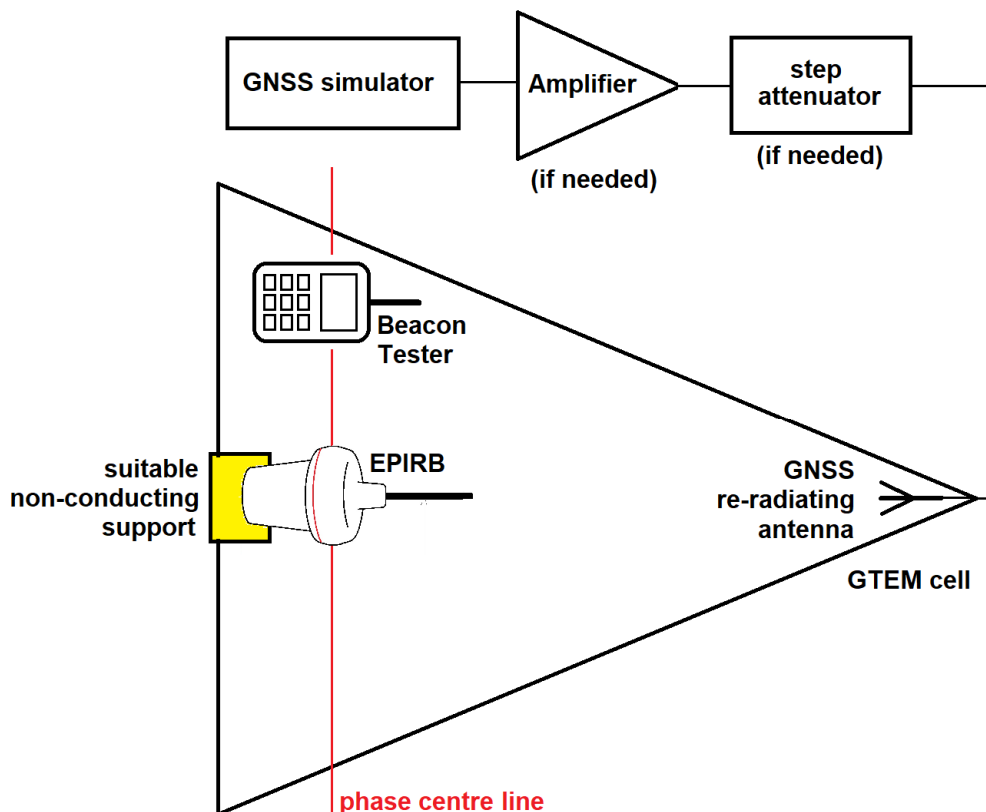 GNSS simulator
Amplifier
(if needed)
step
attenuator
(if needed)
Beacon
Tester
EPIRB
suitable
non-conducting
support
GNSS
re-radiating
antenna
GTEM cell
phase centre line